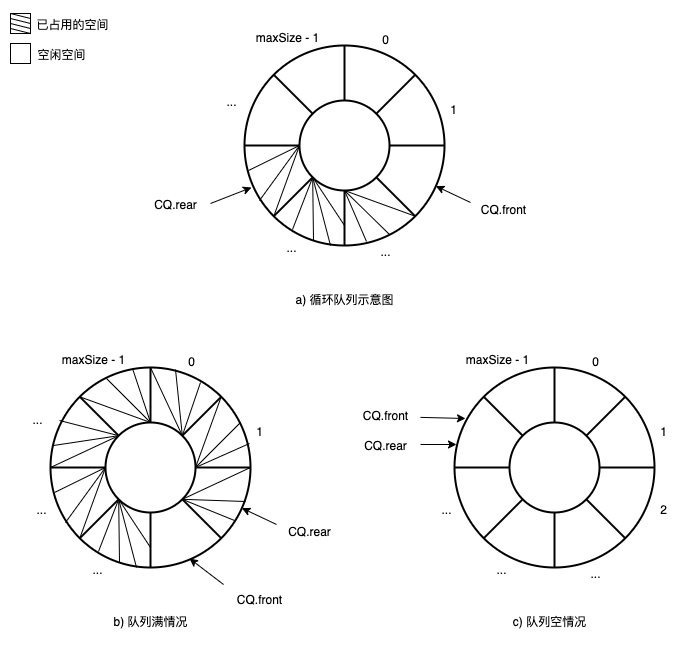 已占用的空间
空闲空间
maxSize - 1
0
...
1
CQ.rear
CQ.front
...
...
a) 循环队列示意图
maxSize - 1
0
...
1
...
CQ.rear
...
CQ.front
b) 队列满情况
maxSize - 1
0
CQ.front
1
CQ.rear
...
2
...
...
c) 队列空情况